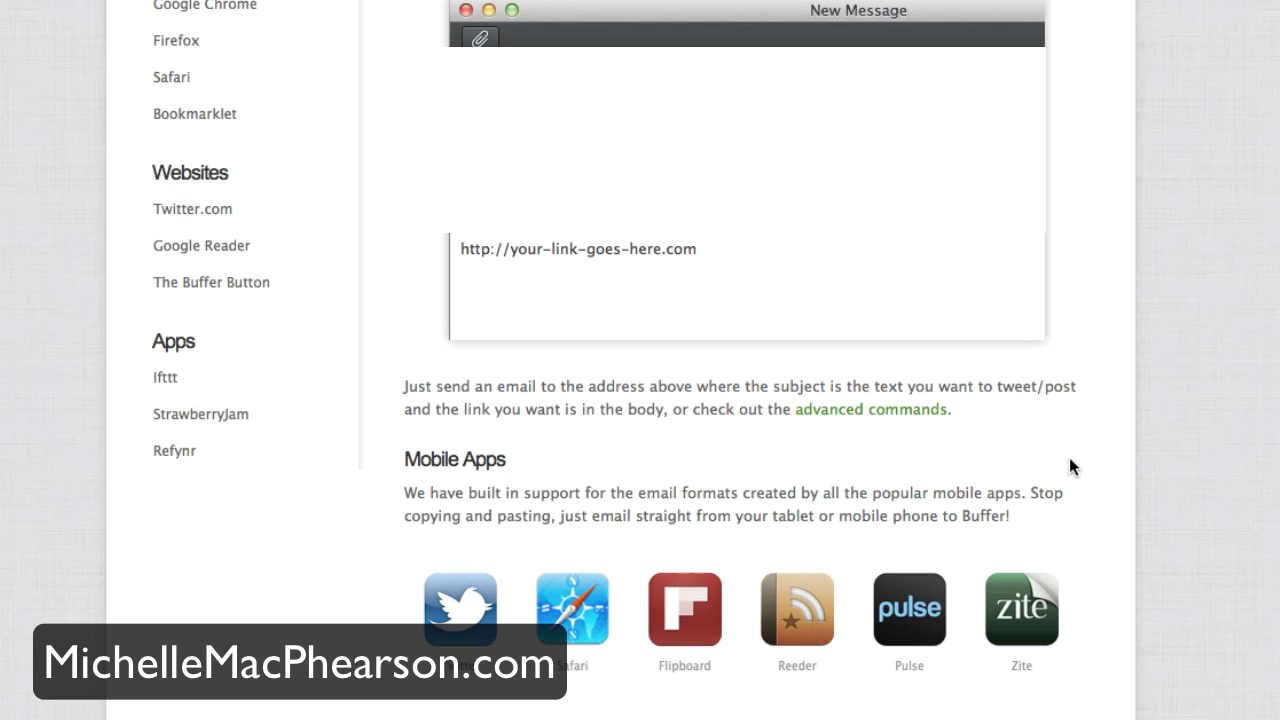 Google Chrome
Firefox
Safari
Bookmarklet
Websites
Twitter.com
Google Reader
The Buffer Button
Apps
Ifttt
StrawberryJam
Refynr
New Message
http://your-link-goes-here.com
Just send an email to the address above where the subject is the text you want to tweet/post
and the link you want is in the body, or check out the advanced commands.
Mobile Apps
We have built in support for the email formats created by all the popular mobile apps. Stop
copying and pasting, just email straight from your tablet or mobile phone to Buffer!
pulse
zite
Safari
Flipboard
Reeder
Pulse
Zite
MichelleMacPhearson.com